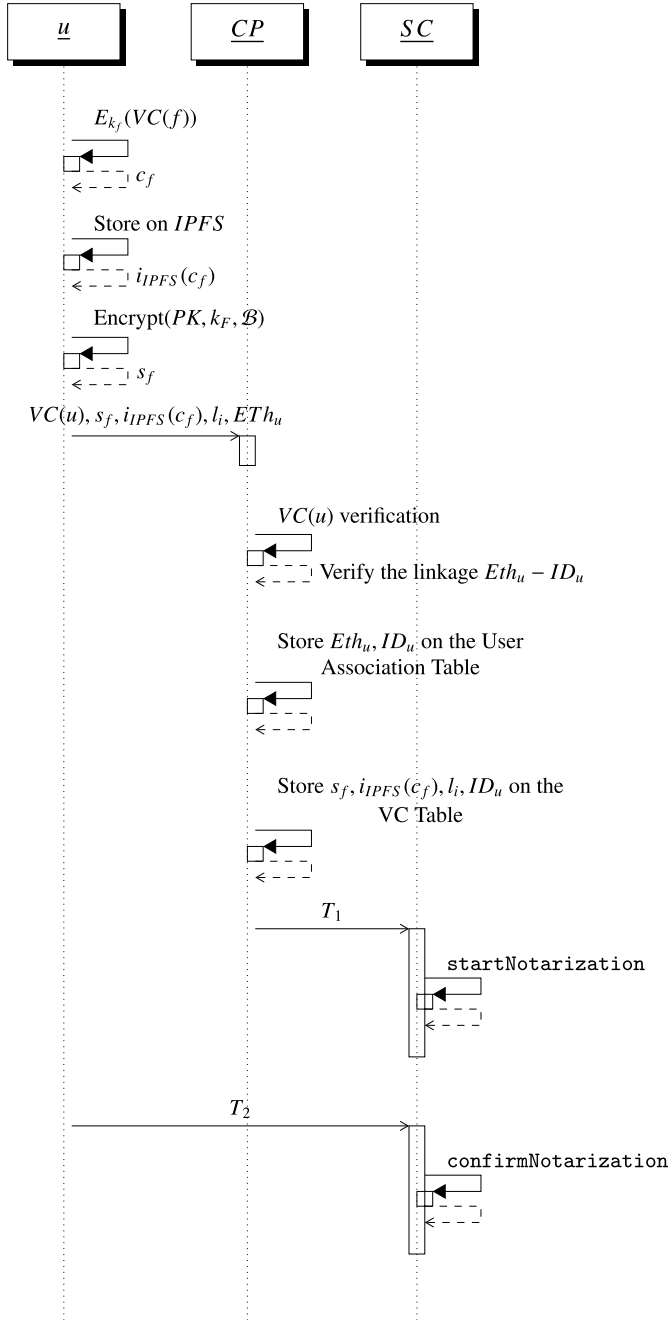 u CP SC
E_{k_f}(VC(f))
c_f
Store on IPFS
i_{IPFS}(c_f)
Encrypt(PK, k_F, ℬ)
s_f
VC(u), s_f, i_{IPFS}(c_f), l_i, ETh_u
VC(u) verification
Verify the linkage Eth_u − ID_u
Store Eth_u, ID_u on the User
Association Table
Store s_f, i_{IPFS}(c_f), l_i, ID_u on the
VC Table
T_1
startNotarization
T_2
confirmNotarization